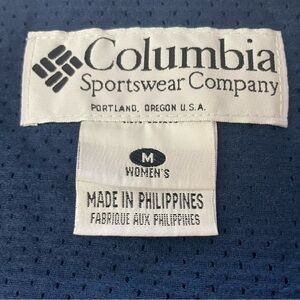 Columbia
Sportswear Company
PORTLAND, OREGON U.S.A.
M
WOMEN'S
MADE IN PHILIPPINES
FABRIQUE AUX PHILIPPINES